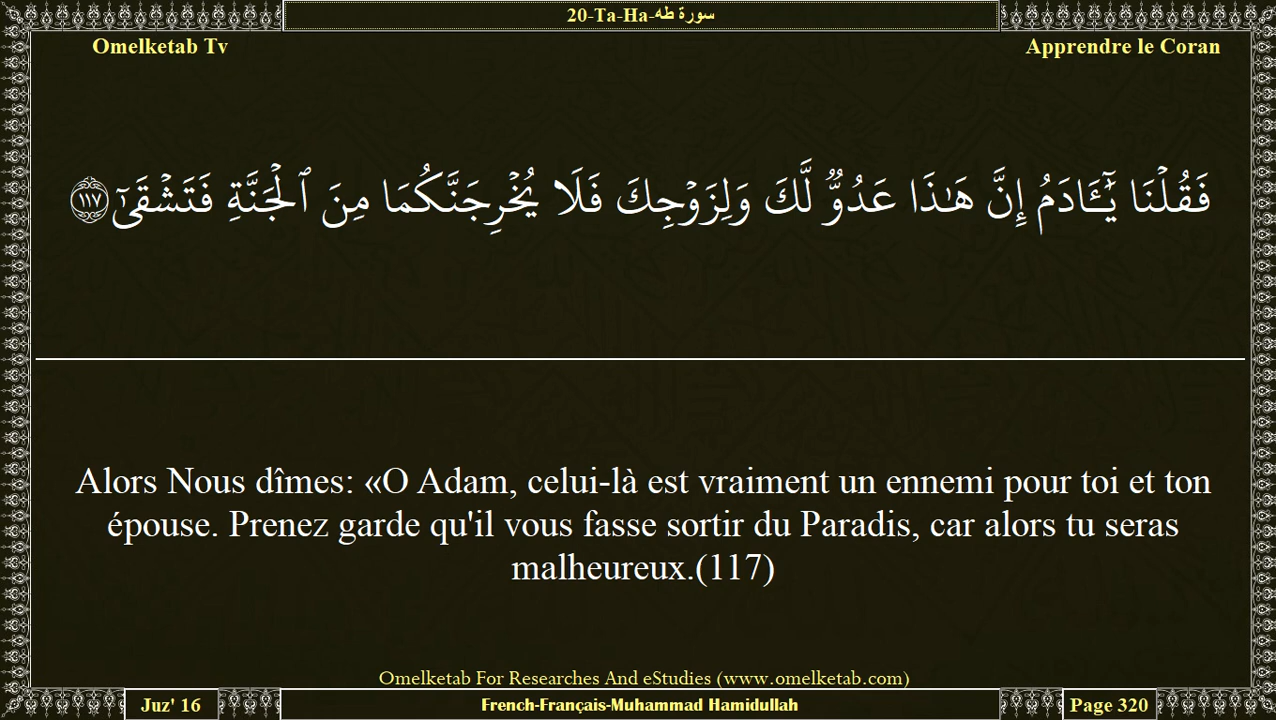 20-Ta-Ha-سورة طه
Omelketab Tv
Apprendre le Coran
فَقُلْنَا يَٰٓـَٔادَمُ إِنَّ هَٰذَا عَدُوٌّ لَّكَ وَلِزَوْجِكَ فَلَا يُخْرِجَنَّكُمَا مِنَ ٱلْجَنَّةِ فَتَشْقَىٰٓ ١١٧
Alors Nous dîmes: «O Adam, celui-là est vraiment un ennemi pour toi et ton
épouse. Prenez garde qu'il vous fasse sortir du Paradis, car alors tu seras
malheureux.(117)
Omelketab For Researches And eStudies (www.omelketab.com)
Juz' 16
French-Français-Muhammad Hamidullah
Page 320